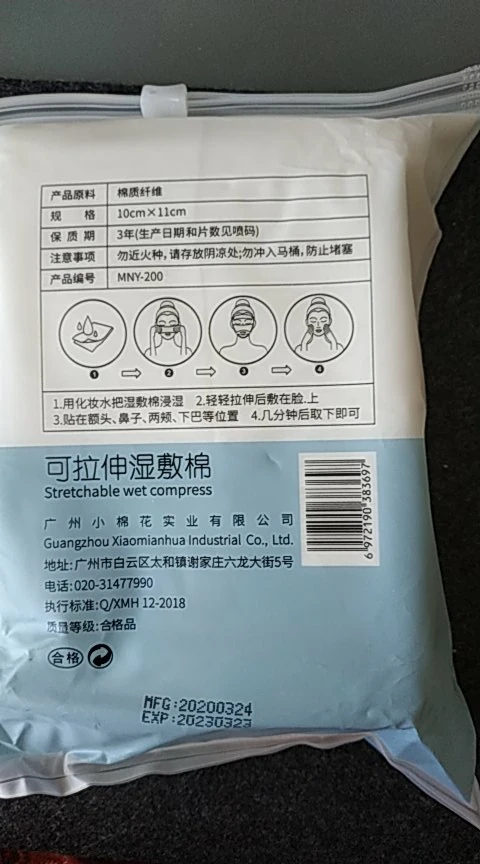 产品原料 棉质纤维
规 格 10cm×11cm
保 质 期 3年(生产日期和片数见喷码)
注意事项 勿近火种,请存放阴凉处;勿冲入马桶,防止堵塞
产品编号 MNY-200
1 2 3 4
1.用化妆水把湿敷棉浸湿 2.轻轻拉伸后敷在脸上
3.贴在额头、鼻子、两颊、下巴等位置 4.几分钟后取下即可
可拉伸湿敷棉
Stretchable wet compress
广州小棉花实业有限公司
Guangzhou Xiaomianhua Industrial Co., Ltd.
地址:广州市白云区太和镇谢家庄六龙大街5号
电话:020-31477990
执行标准:Q/XMH 12-2018
质量等级:合格品
合格
6 972190 383697
MFG:20200324
EXP:20230323